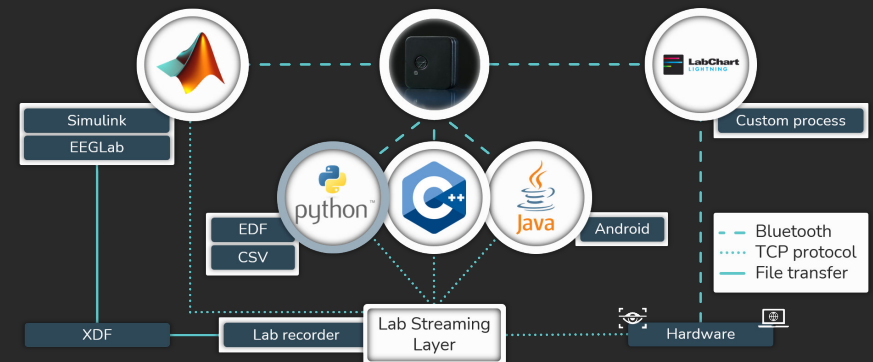 LabChart
LIGHTNING
Simulink
EEGLab
Custom process
python™
C++
Java
EDF
CSV
Android
Bluetooth
TCP protocol
File transfer
XDF
Lab recorder
Lab Streaming
Layer
Hardware